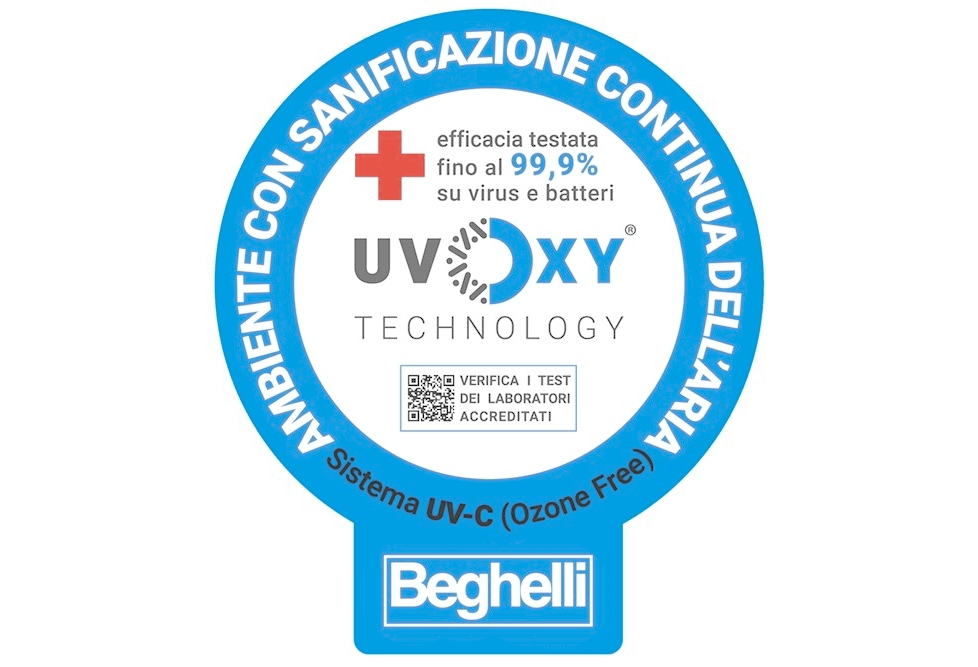 AMBIENTE CON SANIFICAZIONE CONTINUA DELL'ARIA
efficacia testata
fino al 99,9%
su virus e batteri
UVOXY®
TECHNOLOGY
VERIFICA I TEST
DEI LABORATORI
ACCREDITATI
Sistema UV-C (Ozone Free)
Beghelli